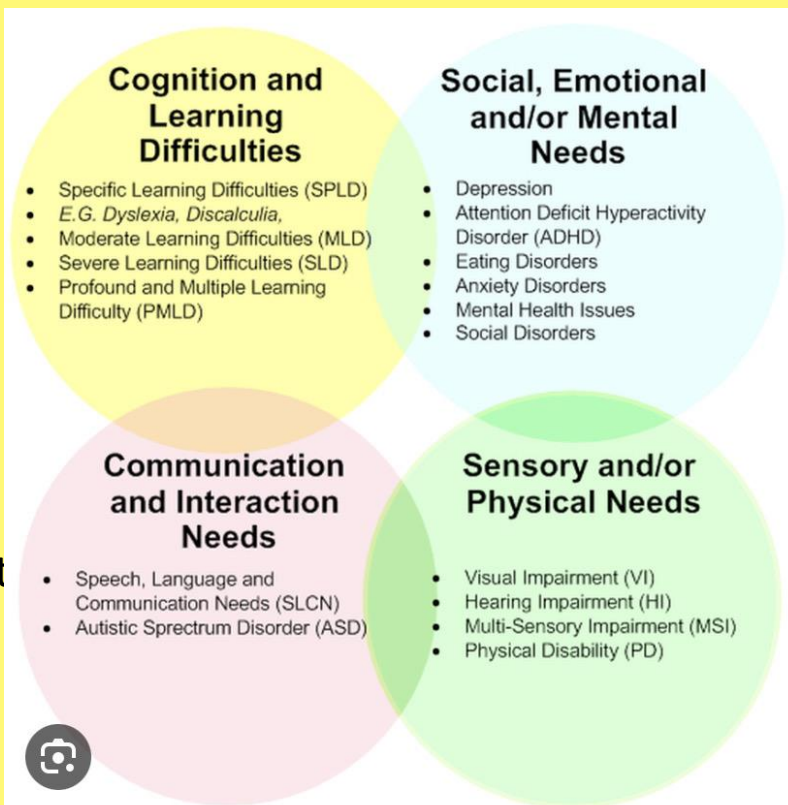 Cognition and
Learning
Difficulties
• Specific Learning Difficulties (SPLD)
• E.G. Dyslexia, Discalculia,
• Moderate Learning Difficulties (MLD)
• Severe Learning Difficulties (SLD)
• Profound and Multiple Learning
Difficulty (PMLD)
Social, Emotional
and/or Mental
Needs
• Depression
• Attention Deficit Hyperactivity
Disorder (ADHD)
• Eating Disorders
• Anxiety Disorders
• Mental Health Issues
• Social Disorders
Communication
and Interaction
Needs
• Speech, Language and
Communication Needs (SLCN)
• Autistic Sprectrum Disorder (ASD)
Sensory and/or
Physical Needs
• Visual Impairment (VI)
• Hearing Impairment (HI)
• Multi-Sensory Impairment (MSI)
• Physical Disability (PD)